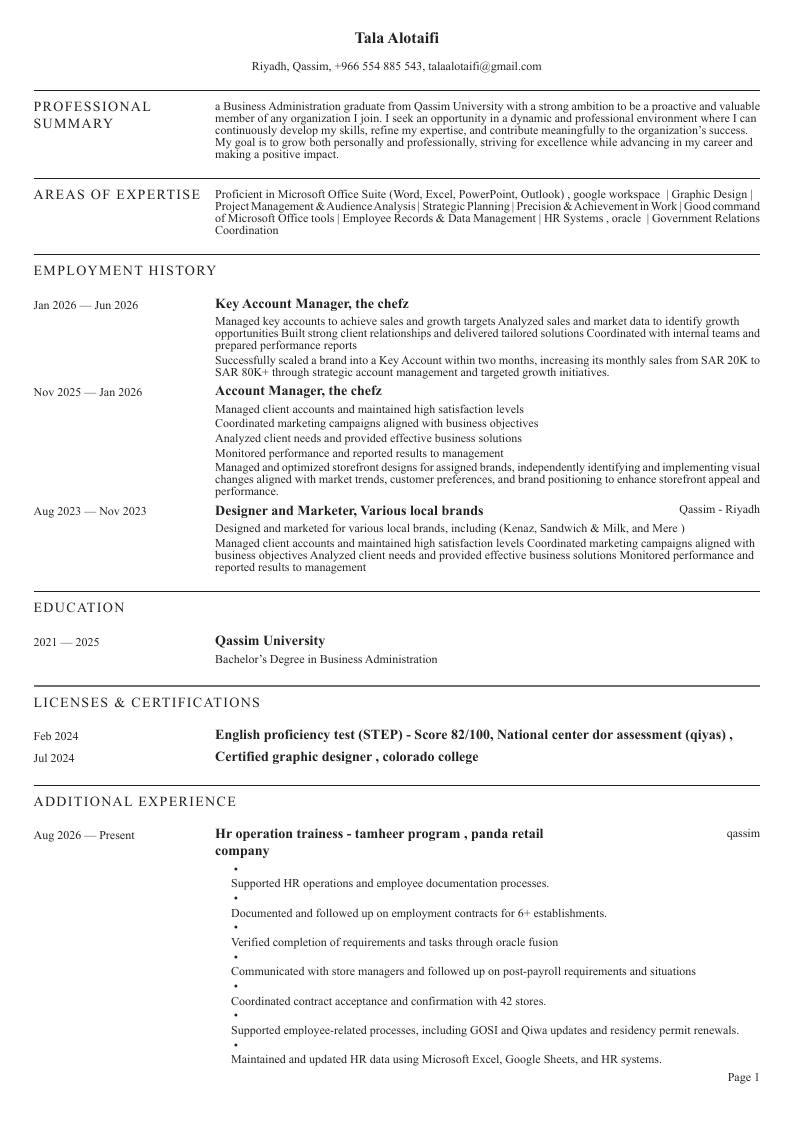 Tala Alotaifi
Riyadh, Qassim, +966 554 885 543, talaalotaifi@gmail.com
PROFESSIONAL SUMMARY
a Business Administration graduate from Qassim University with a strong ambition to be a proactive and valuable
member of any organization I join. I seek an opportunity in a dynamic and professional environment where I can
continuously develop my skills, refine my expertise, and contribute meaningfully to the organization’s success.
My goal is to grow both personally and professionally, striving for excellence while advancing in my career and
making a positive impact.
AREAS OF EXPERTISE
Proficient in Microsoft Office Suite (Word, Excel, PowerPoint, Outlook) , google workspace | Graphic Design |
Project Management & Audience Analysis | Strategic Planning | Precision & Achievement in Work | Good command
of Microsoft Office tools | Employee Records & Data Management | HR Systems , oracle | Government Relations
Coordination
EMPLOYMENT HISTORY
Jan 2026 — Jun 2026
Key Account Manager, the chefz
Managed key accounts to achieve sales and growth targets Analyzed sales and market data to identify growth
opportunities Built strong client relationships and delivered tailored solutions Coordinated with internal teams and
prepared performance reports
Successfully scaled a brand into a Key Account within two months, increasing its monthly sales from SAR 20K to
SAR 80K+ through strategic account management and targeted growth initiatives.
Nov 2025 — Jan 2026
Account Manager, the chefz
Managed client accounts and maintained high satisfaction levels
Coordinated marketing campaigns aligned with business objectives
Analyzed client needs and provided effective business solutions
Monitored performance and reported results to management
Managed and optimized storefront designs for assigned brands, independently identifying and implementing visual
changes aligned with market trends, customer preferences, and brand positioning to enhance storefront appeal and
performance.
Aug 2023 — Nov 2023
Designer and Marketer, Various local brands
Qassim - Riyadh
Designed and marketed for various local brands, including (Kenaz, Sandwich & Milk, and Mere )
Managed client accounts and maintained high satisfaction levels Coordinated marketing campaigns aligned with
business objectives Analyzed client needs and provided effective business solutions Monitored performance and
reported results to management
EDUCATION
2021 — 2025
Qassim University
Bachelor’s Degree in Business Administration
LICENSES & CERTIFICATIONS
Feb 2024
English proficiency test (STEP) - Score 82/100, National center dor assessment (qiyas) ,
Jul 2024
Certified graphic designer , colorado college
ADDITIONAL EXPERIENCE
Aug 2026 — Present
Hr operation trainess - tamheer program , panda retail
company
qassim
•
Supported HR operations and employee documentation processes.
•
Documented and followed up on employment contracts for 6+ establishments.
•
Verified completion of requirements and tasks through oracle fusion
•
Communicated with store managers and followed up on post-payroll requirements and situations
•
Coordinated contract acceptance and confirmation with 42 stores.
•
Supported employee-related processes, including GOSI and Qiwa updates and residency permit renewals.
•
Maintained and updated HR data using Microsoft Excel, Google Sheets, and HR systems.
Page 1